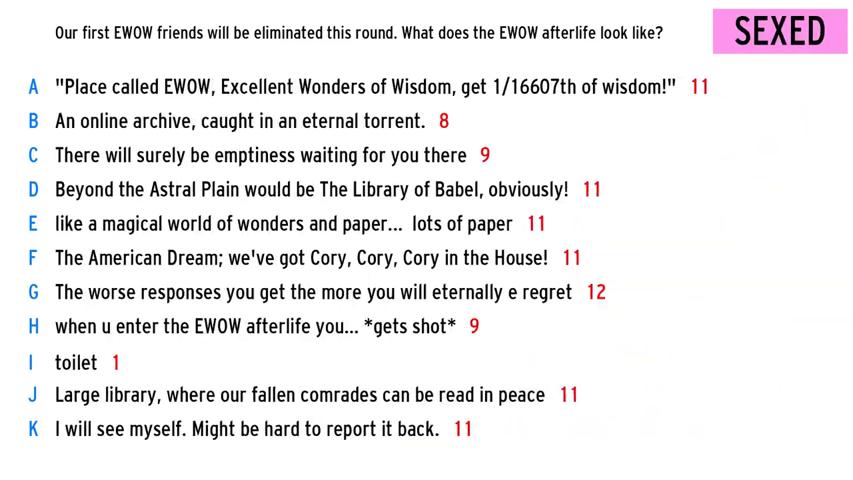 Our first EWOW friends will be eliminated this round. What does the EWOW afterlife look like?
SEXED
A "Place called EWOW, Excellent Wonders of Wisdom, get 1/16607th of wisdom!" 11
B An online archive, caught in an eternal torrent. 8
C There will surely be emptiness waiting for you there 9
D Beyond the Astral Plain would be The Library of Babel, obviously! 11
E like a magical world of wonders and paper... lots of paper 11
F The American Dream; we've got Cory, Cory, Cory in the House! 11
G The worse responses you get the more you will eternally e regret 12
H when u enter the EWOW afterlife you... *gets shot* 9
I toilet 1
J Large library, where our fallen comrades can be read in peace 11
K I will see myself. Might be hard to report it back. 11